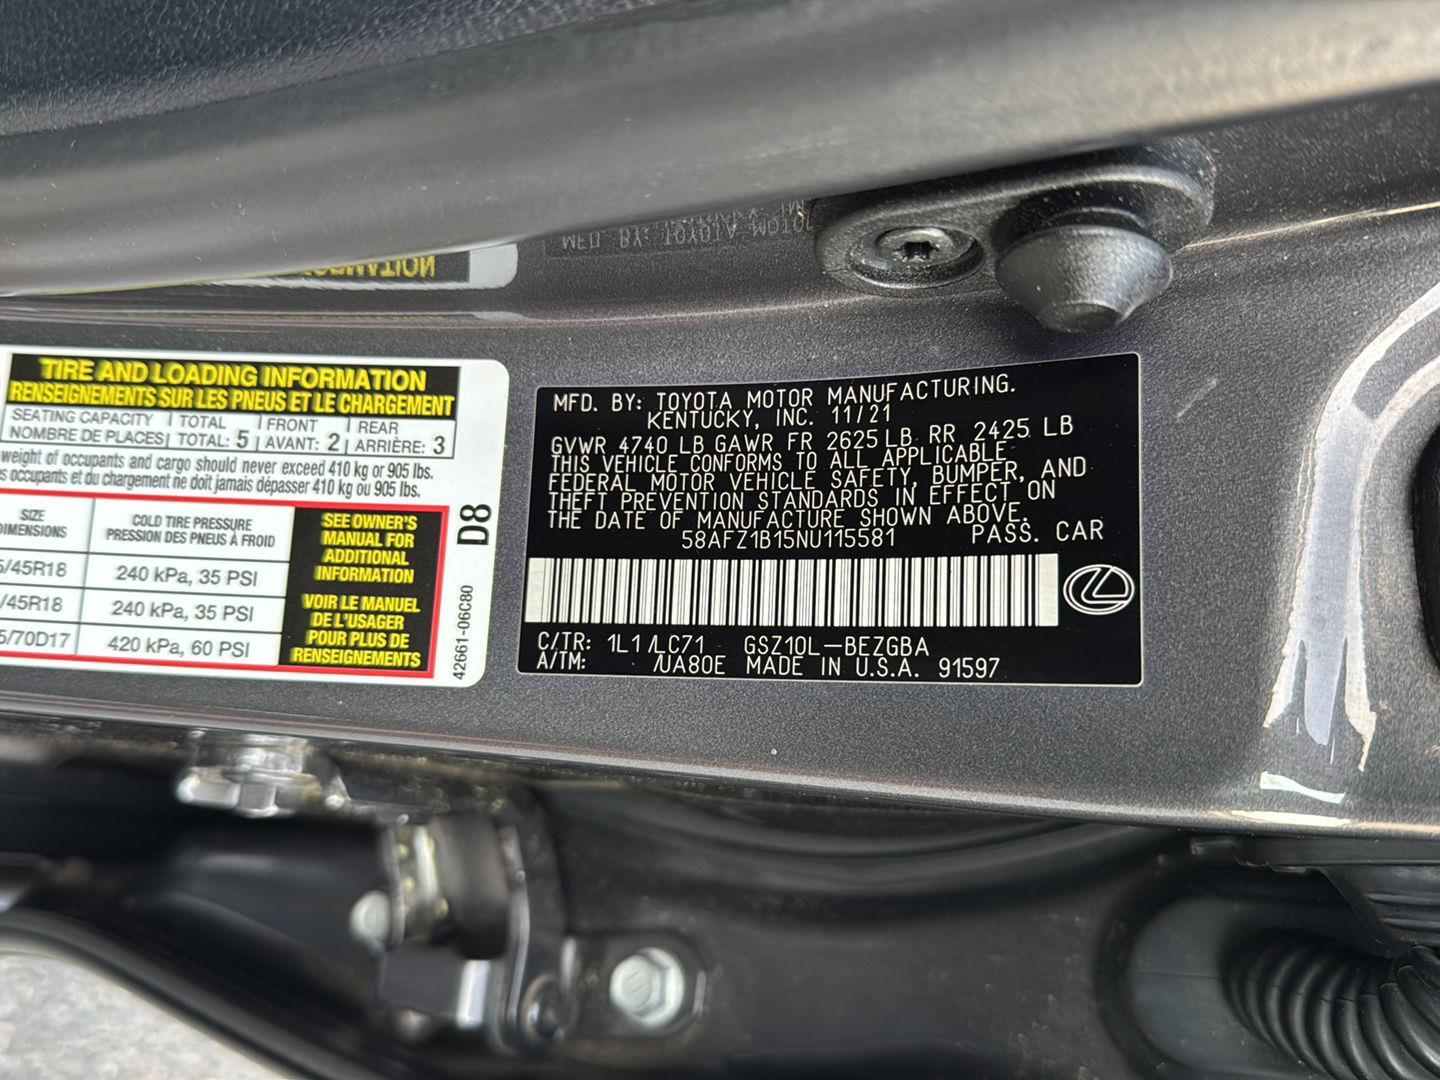 TIRE AND LOADING INFORMATION
RENSEIGNEMENTS SUR LES PNEUS ET LE CHARGEMENT
SEATING CAPACITY TOTAL FRONT REAR
NOMBRE DE PLACES TOTAL: 5 AVANT: 2 ARRIÈRE: 3
weight of occupants and cargo should never exceed 410 kg or 905 lbs.
occupants et du chargement ne doit jamais dépasser 410 kg ou 905 lbs.
SIZE COLD TIRE PRESSURE
DIMENSIONS PRESSION DES PNEUS À FROID
/45R18 240 kPa, 35 PSI
/45R18 240 kPa, 35 PSI
/70D17 420 kPa, 60 PSI
SEE OWNER'S
MANUAL FOR
ADDITIONAL
INFORMATION
VOIR LE MANUEL
DE L'USAGER
POUR PLUS DE
RENSEIGNEMENTS
D8
42661-06C80
MFD. BY: TOYOTA MOTOR MANUFACTURING.
KENTUCKY, INC. 11/21
GVWR 4740 LB GAWR FR 2625 LB RR 2425 LB
THIS VEHICLE CONFORMS TO ALL APPLICABLE
FEDERAL MOTOR VEHICLE SAFETY, BUMPER, AND
THEFT PREVENTION STANDARDS IN EFFECT ON
THE DATE OF MANUFACTURE SHOWN ABOVE.
58AFZ1B15NU115581 PASS. CAR
C/TR: 1L1/LC71 GSZ10L-BEZGBA
A/TM: /UA80E MADE IN U.S.A. 91597